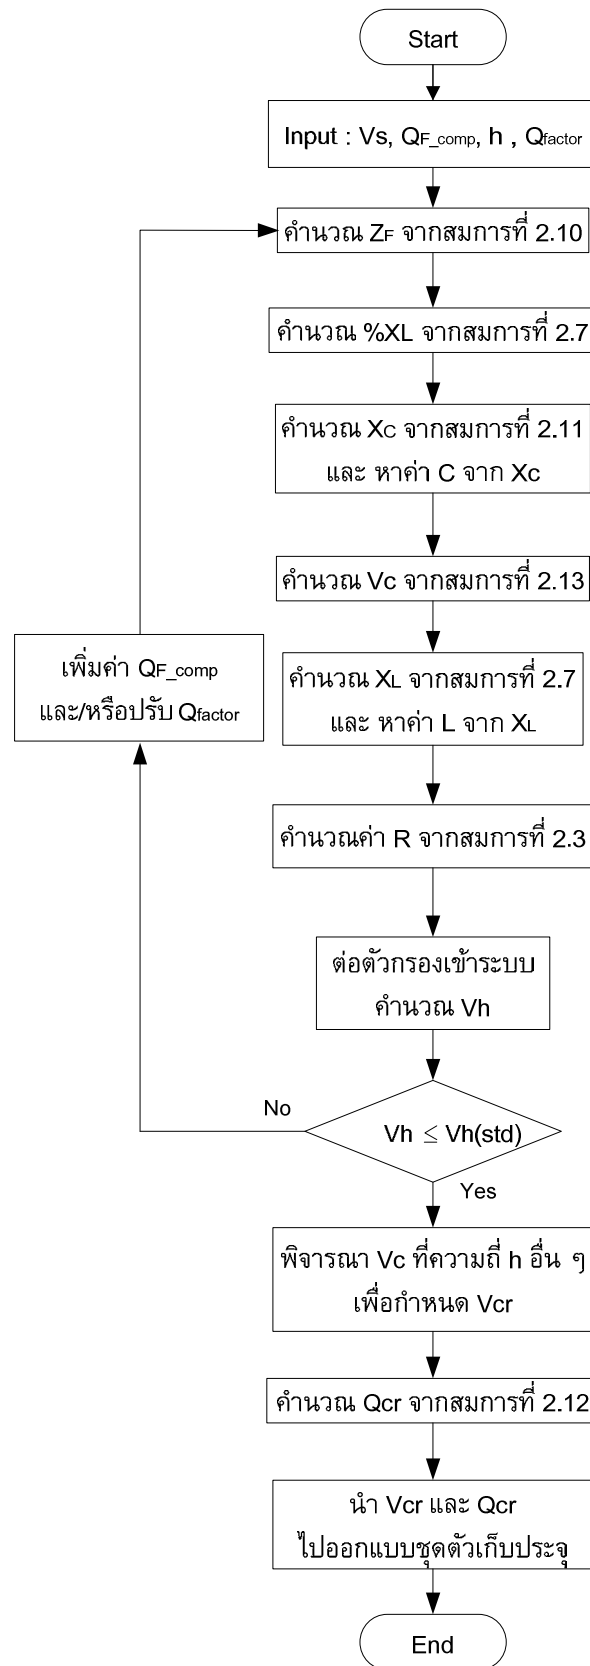 Start
Input : Vs, QF_comp, h , Qfactor
คำนวณ ZF จากสมการที่ 2.10
คำนวณ %XL จากสมการที่ 2.7
คำนวณ XC จากสมการที่ 2.11
และ หาค่า C จาก Xc
คำนวณ Vc จากสมการที่ 2.13
เพิ่มค่า QF_comp
และ/หรือปรับ Qfactor
คำนวณ XL จากสมการที่ 2.7
และ หาค่า L จาก XL
คำนวณค่า R จากสมการที่ 2.3
ต่อตัวกรองเข้าระบบ
คำนวณ Vh
No
Vh ≤ Vh(std)
Yes
พิจารณา Vc ที่ความถี่ h อื่น ๆ
เพื่อกำหนด Vcr
คำนวณ Qcr จากสมการที่ 2.12
นำ Vcr และ Qcr
ไปออกแบบชุดตัวเก็บประจุ
End